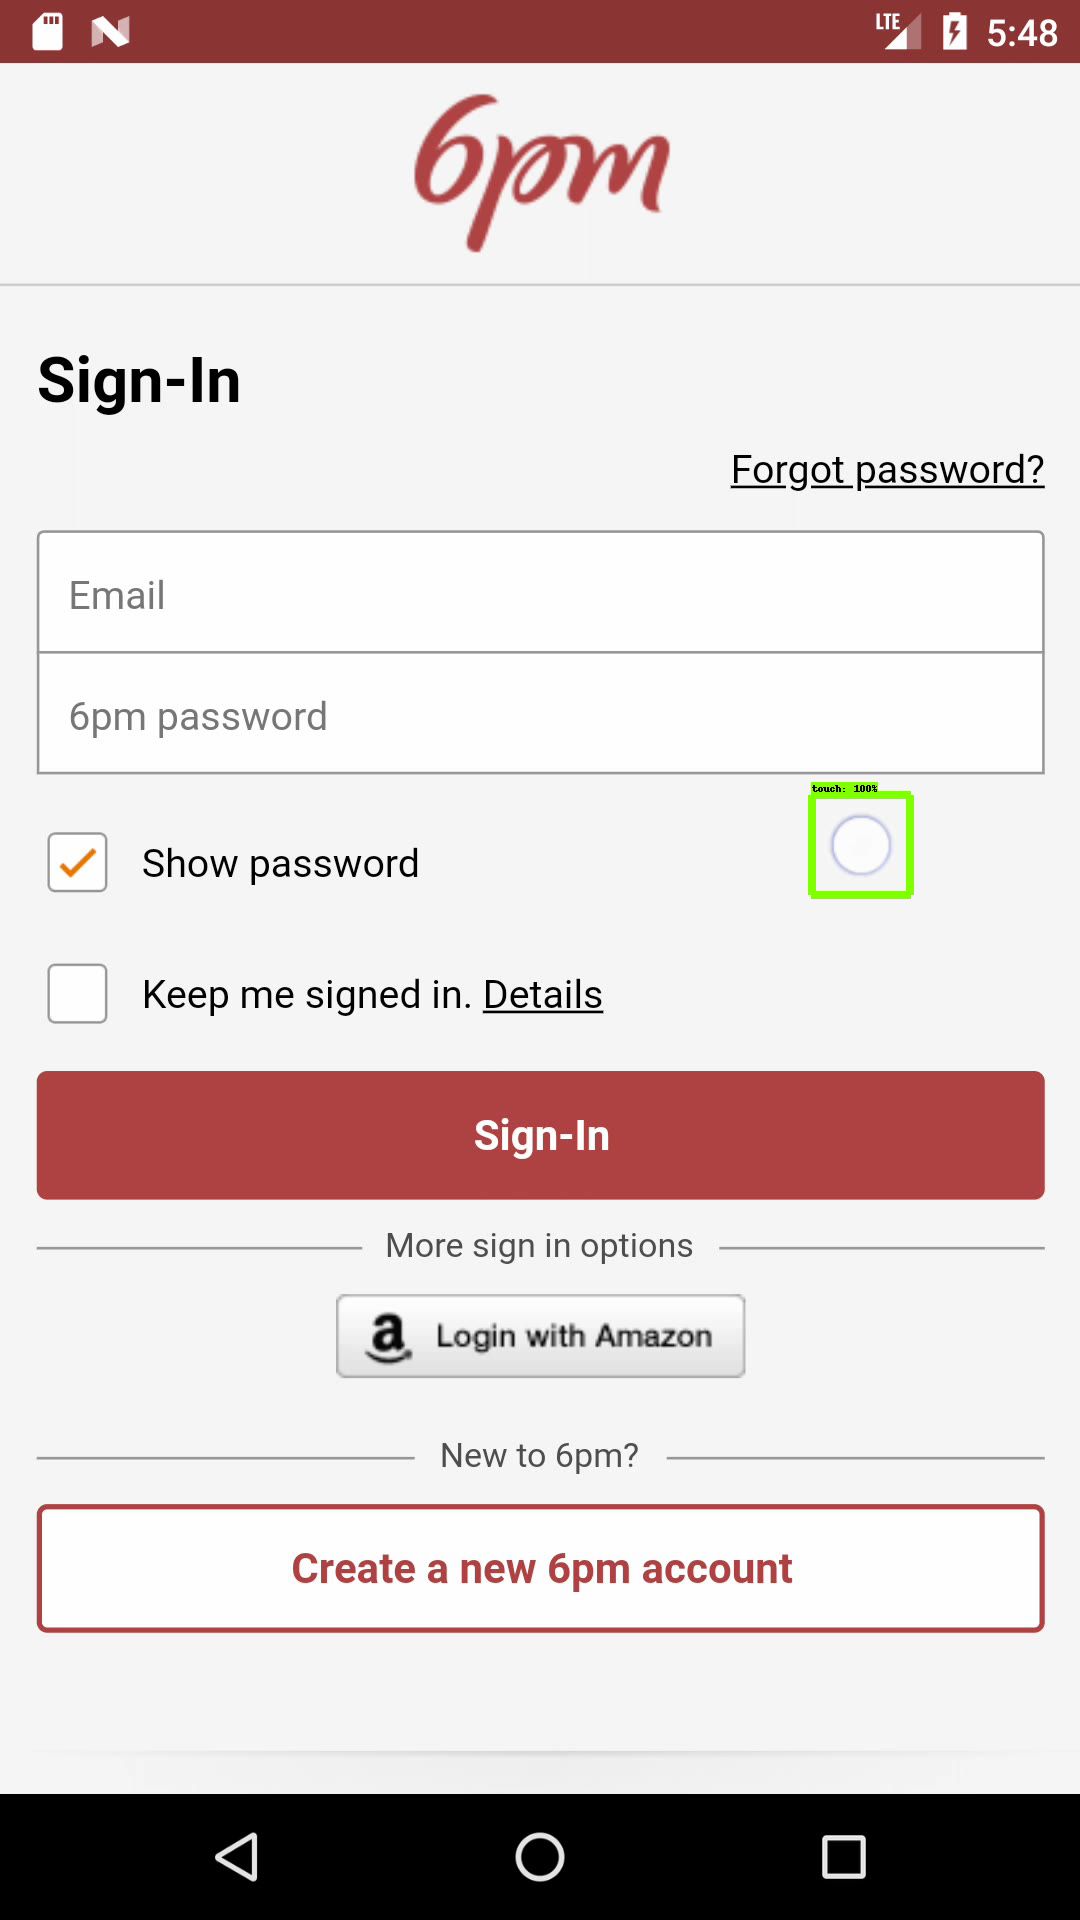 LTE 5:48
6pm
Sign-In
Forgot password?
Email
6pm password
touch: 100%
Show password
Keep me signed in. Details
Sign-In
More sign in options
a Login with Amazon
New to 6pm?
Create a new 6pm account